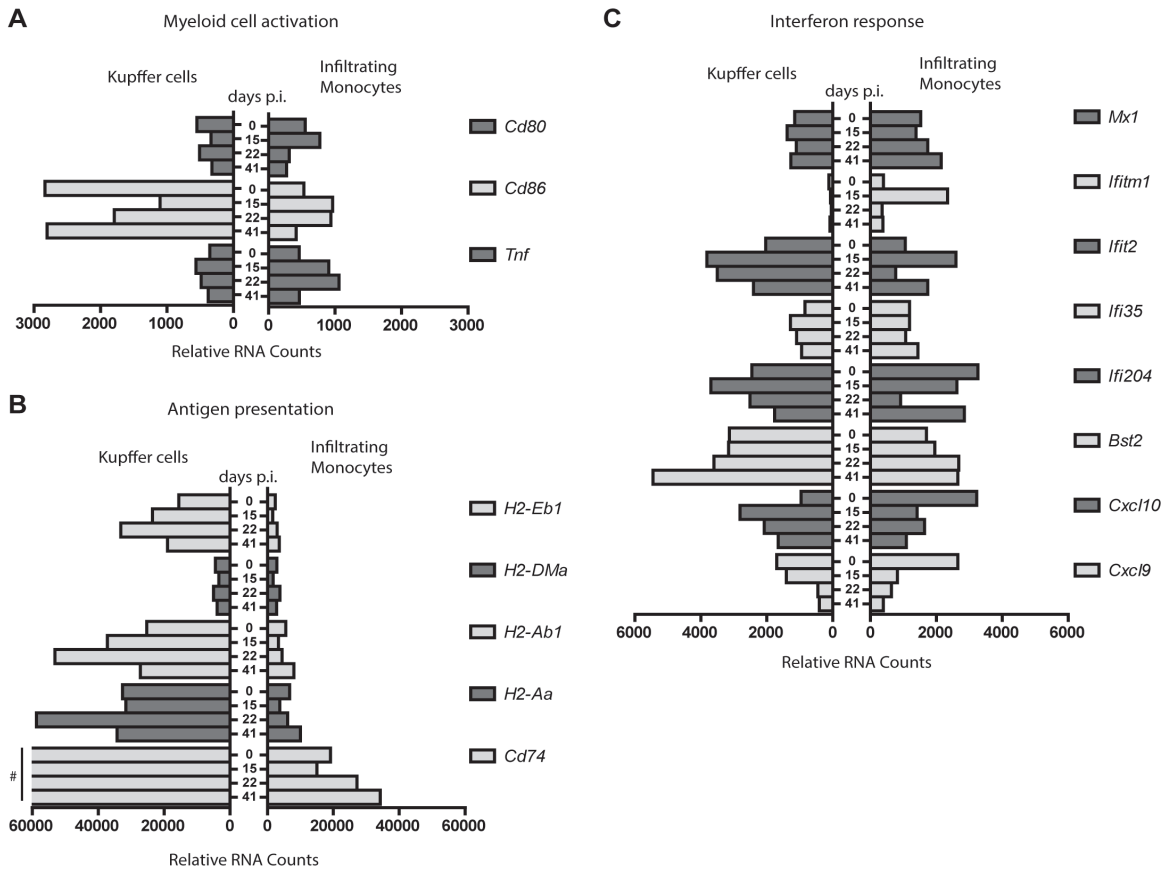 A
Myeloid cell activation
Kupffer cells
Infiltrating
Monocytes
days p.i.
0
15
22
41
0
15
22
41
0
15
22
41
Cd80
Cd86
Tnf
3000 2000 1000 0 0 1000 2000 3000
Relative RNA Counts
B
Antigen presentation
Kupffer cells
Infiltrating
Monocytes
days p.i.
0
15
22
41
0
15
22
41
0
15
22
41
0
15
22
41
0
15
22
41
#
H2-Eb1
H2-DMa
H2-Ab1
H2-Aa
Cd74
60000 40000 20000 0 0 20000 40000 60000
Relative RNA Counts
C
Interferon response
Kupffer cells
Infiltrating
Monocytes
days p.i.
0
15
22
41
0
15
22
41
0
15
22
41
0
15
22
41
0
15
22
41
0
15
22
41
0
15
22
41
0
15
22
41
Mx1
Ifitm1
Ifit2
Ifi35
Ifi204
Bst2
Cxcl10
Cxcl9
6000 4000 2000 0 0 2000 4000 6000
Relative RNA Counts